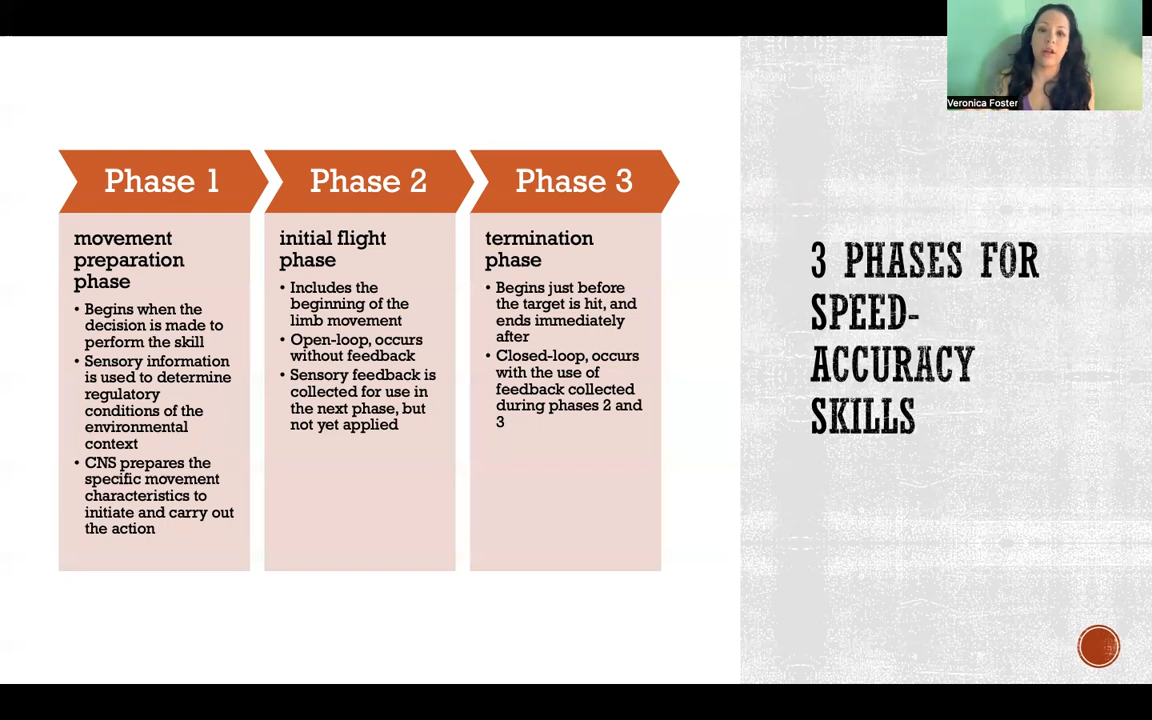 Veronica Foster
Phase 1
movement
preparation
phase
• Begins when the
decision is made to
perform the skill
• Sensory information
is used to determine
regulatory
conditions of the
environmental
context
• CNS prepares the
specific movement
characteristics to
initiate and carry out
the action
Phase 2
initial flight
phase
• Includes the
beginning of the
limb movement
• Open-loop, occurs
without feedback
• Sensory feedback is
collected for use in
the next phase, but
not yet applied
Phase 3
termination
phase
• Begins just before
the target is hit, and
ends immediately
after
• Closed-loop, occurs
with the use of
feedback collected
during phases 2 and
3
3 PHASES FOR
SPEED-
ACCURACY
SKILLS